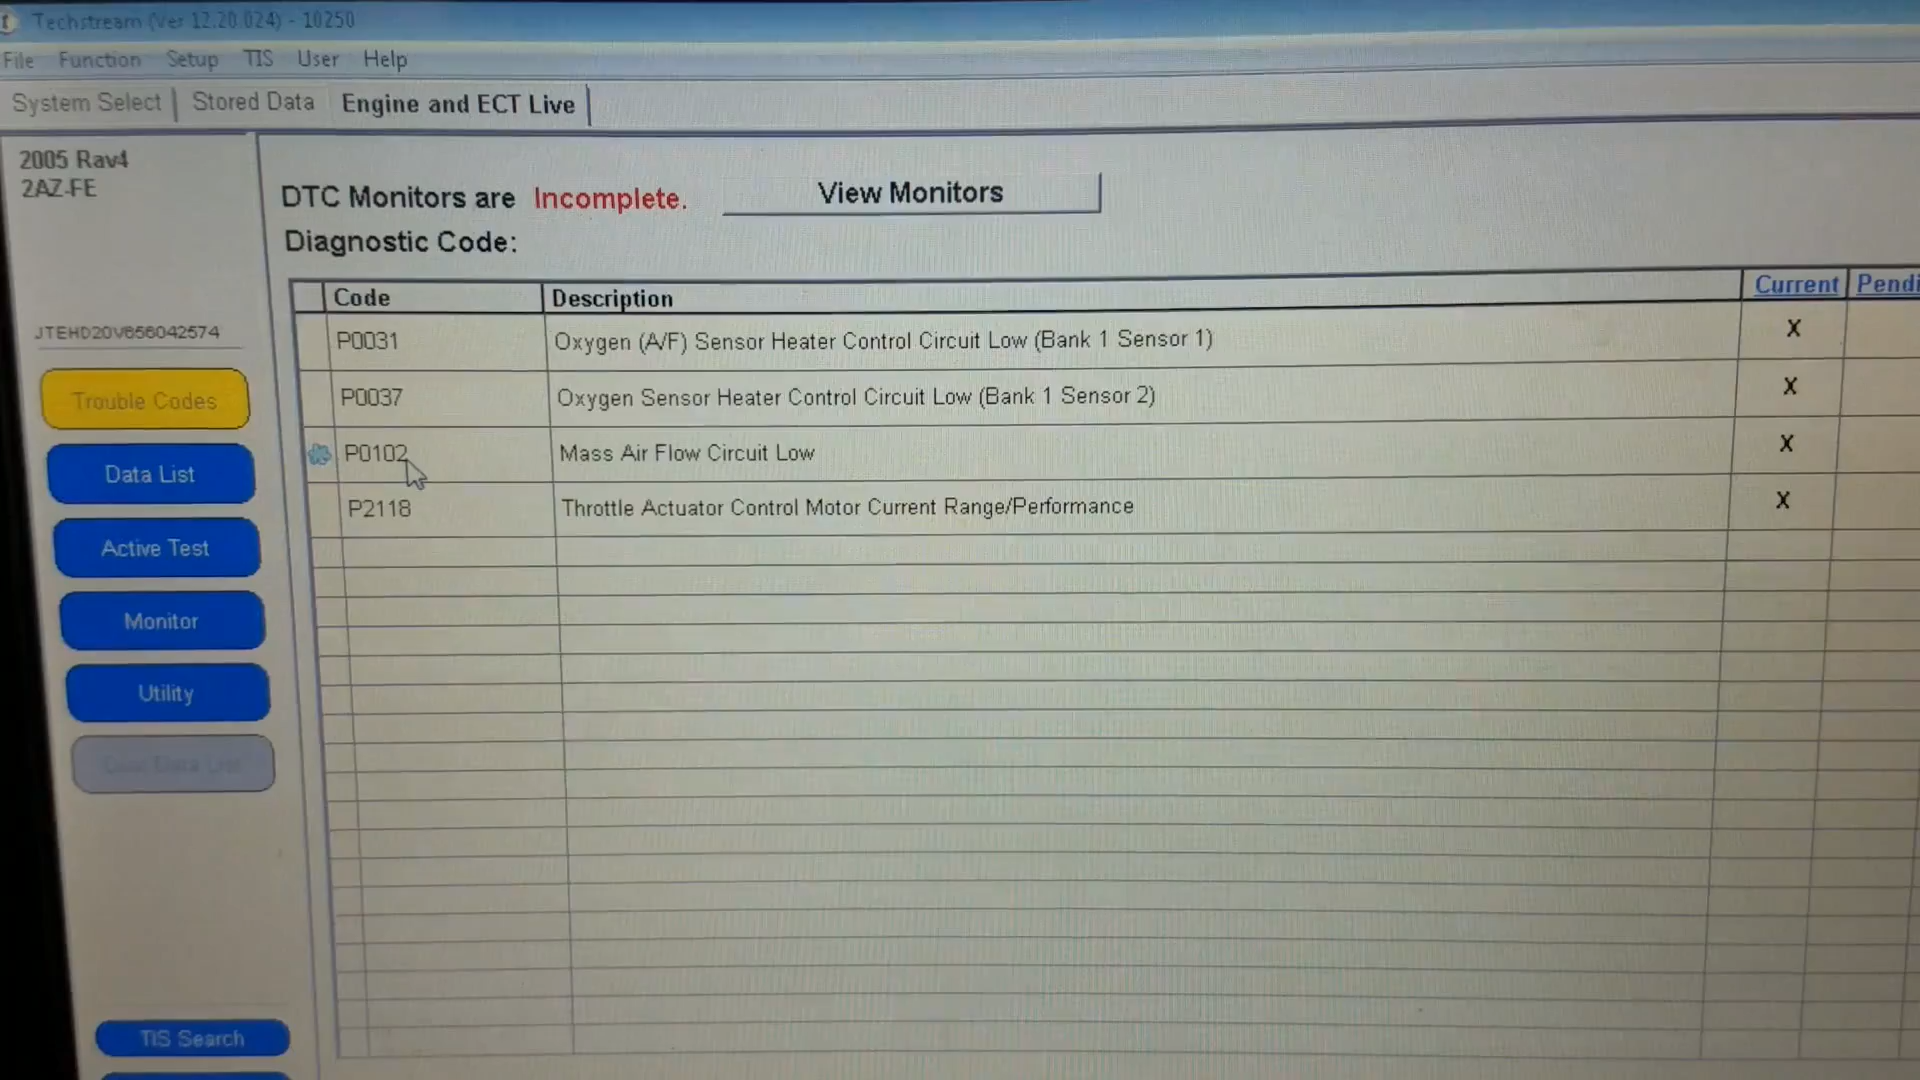 Techstream (Ver 12.20.024) - 10250
File Function Setup TIS User Help
System Select Stored Data Engine and ECT Live
2005 Rav4
2AZ-FE
DTC Monitors are Incomplete. View Monitors
Diagnostic Code:
Code Description Current Pendi
JTEHD20V656042574
P0031 Oxygen (A/F) Sensor Heater Control Circuit Low (Bank 1 Sensor 1) X
P0037 Oxygen Sensor Heater Control Circuit Low (Bank 1 Sensor 2) X
P0102 Mass Air Flow Circuit Low X
P2118 Throttle Actuator Control Motor Current Range/Performance X
Trouble Codes
Data List
Active Test
Monitor
Utility
Data List
TIS Search